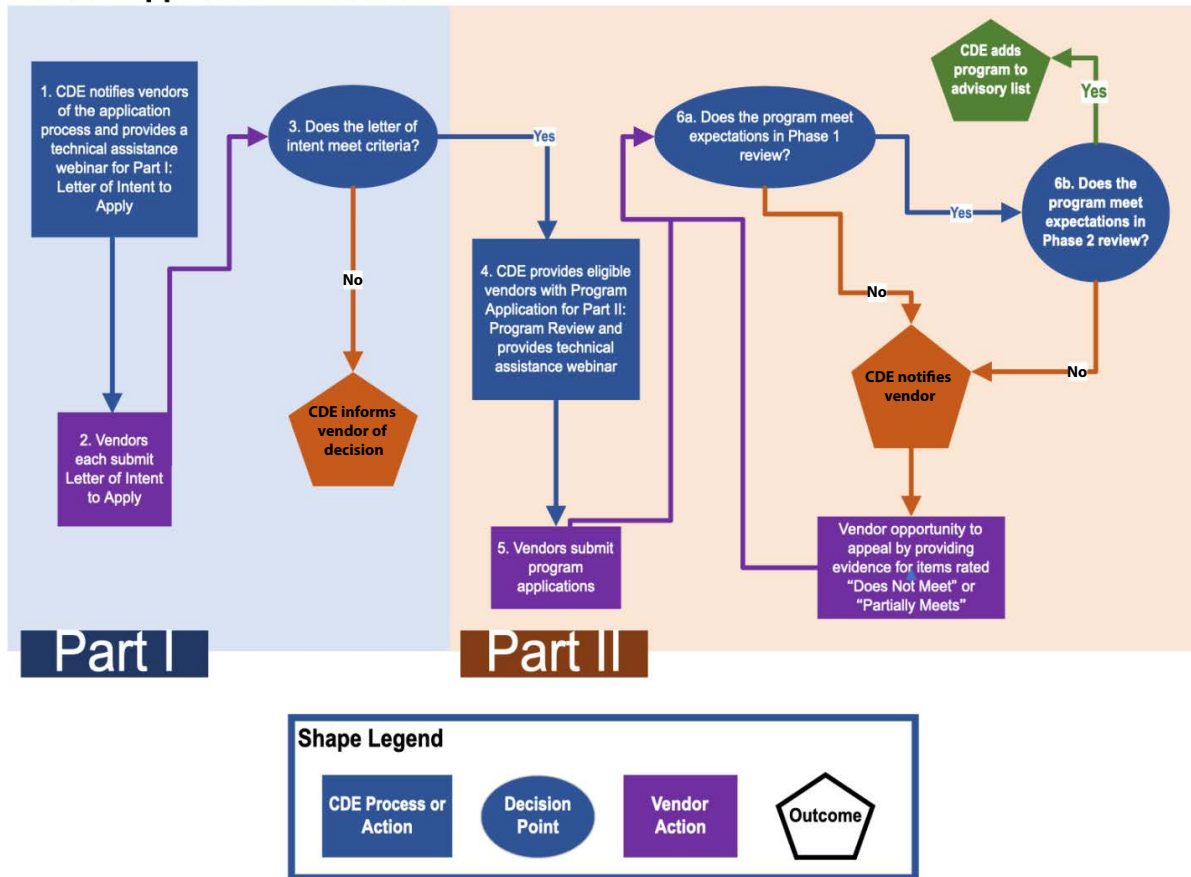 1. CDE notifies vendors
of the application
process and provides a
technical assistance
webinar for Part I:
Letter of Intent to
Apply
2. Vendors
each submit
Letter of Intent
to Apply
3. Does the letter of
intent meet criteria?
Yes
No
CDE informs
vendor of
decision
4. CDE provides eligible
vendors with Program
Application for Part II:
Program Review and
provides technical
assistance webinar
5. Vendors submit
program
applications
6a. Does the program meet
expectations in Phase 1
review?
Yes
No
6b. Does the
program meet
expectations in
Phase 2 review?
Yes
CDE adds
program to
advisory list
No
CDE notifies
vendor
Vendor opportunity to
appeal by providing
evidence for items rated
“Does Not Meet” or
“Partially Meets”
Part I
Part II
Shape Legend
CDE Process or
Action
Decision
Point
Vendor
Action
Outcome